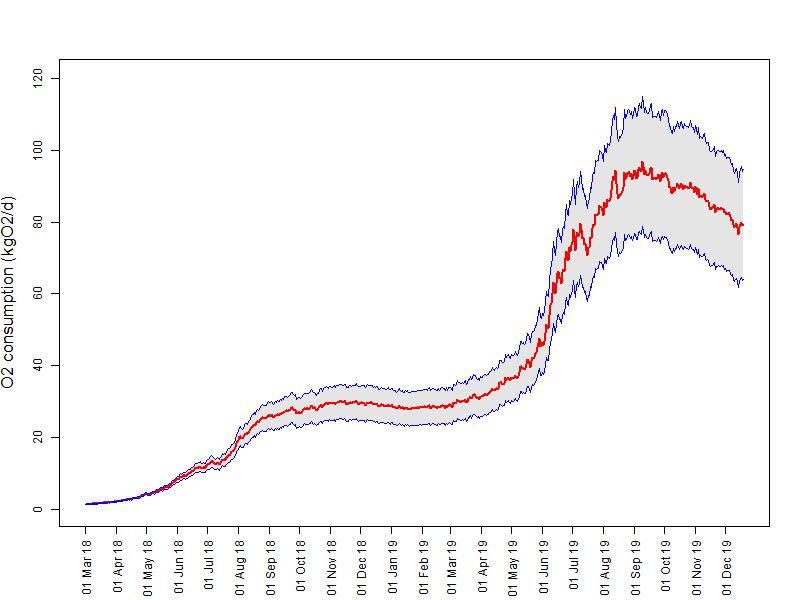 O2 consumption (kgO2/d)
120
100
80
60
40
20
0
01 Mar 18
01 Apr 18
01 May 18
01 Jun 18
01 Jul 18
01 Aug 18
01 Sep 18
01 Oct 18
01 Nov 18
01 Dec 18
01 Jan 19
01 Feb 19
01 Mar 19
01 Apr 19
01 May 19
01 Jun 19
01 Jul 19
01 Aug 19
01 Sep 19
01 Oct 19
01 Nov 19
01 Dec 19